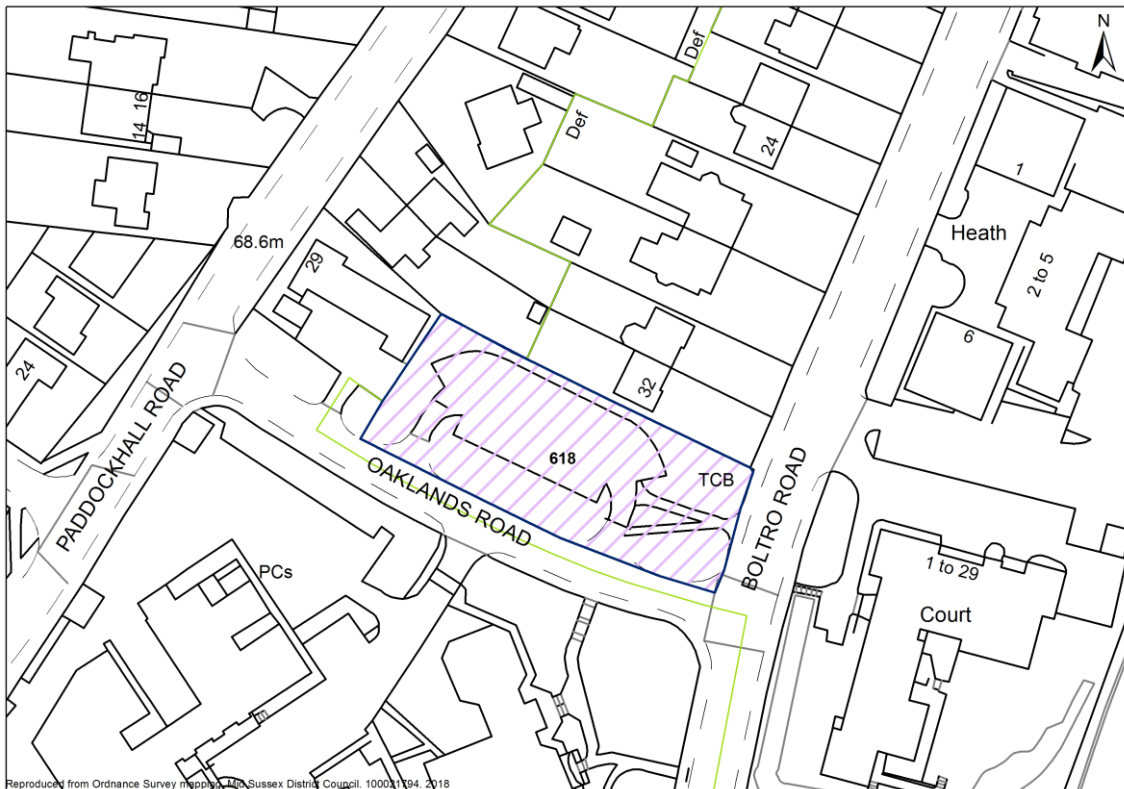 N
Def
Def
14 16
24
1
68.6m
Heath
2 to 5
29
6
24
32
618
TCB
PADDOCKHALL ROAD
OAKLANDS ROAD
BOLTRO ROAD
PCs
1 to 29
Court
Reproduced from Ordnance Survey mapping. Mid Sussex District Council. 100021794. 2018